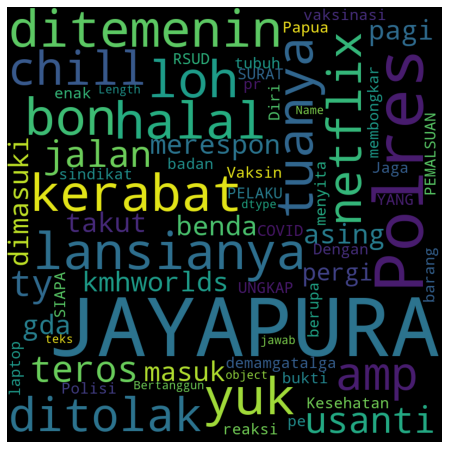 ditemenin
Papua
vaksinasi
pagi
chill
loh
RSUD
tubuh
SURAT
pr
Diri
tuanya
netflix
Polres
membongkar
PEMALSUAN
enak
Length
Name
bon
halal
jalan
merespon
dimasuki
sindikat
badan
Vaksin
PELAKU
dtype
menyita
Jaga
YANG
kerabat
takut
benda
COVID
Dengan
lansianya
asing
pergi
barang
ty
kmhworlds
UNGKAP
berupa
SIAPA
gda
JAYAPURA
teks
jawab
laptop
teros
masuk
demamgatalga
amp
Polisi
Bertanggun
object
bukti
ditolak
yuk
Kesehatan
reaksi
pe
usanti